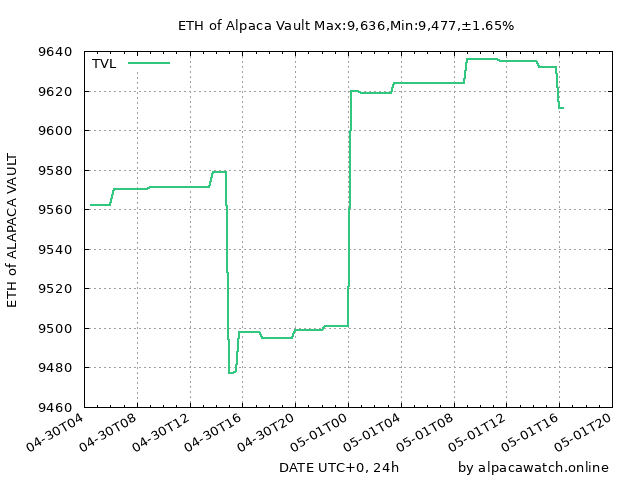 ETH of Alpaca Vault Max:9,636,Min:9,477,±1.65%
TVL
ETH of ALAPACA VAULT
9640
9620
9600
9580
9560
9540
9520
9500
9480
9460
04-30T04
04-30T08
04-30T12
04-30T16
04-30T20
05-01T00
05-01T04
05-01T08
05-01T12
05-01T16
05-01T20
DATE UTC+0, 24h
by alpacawatch.online